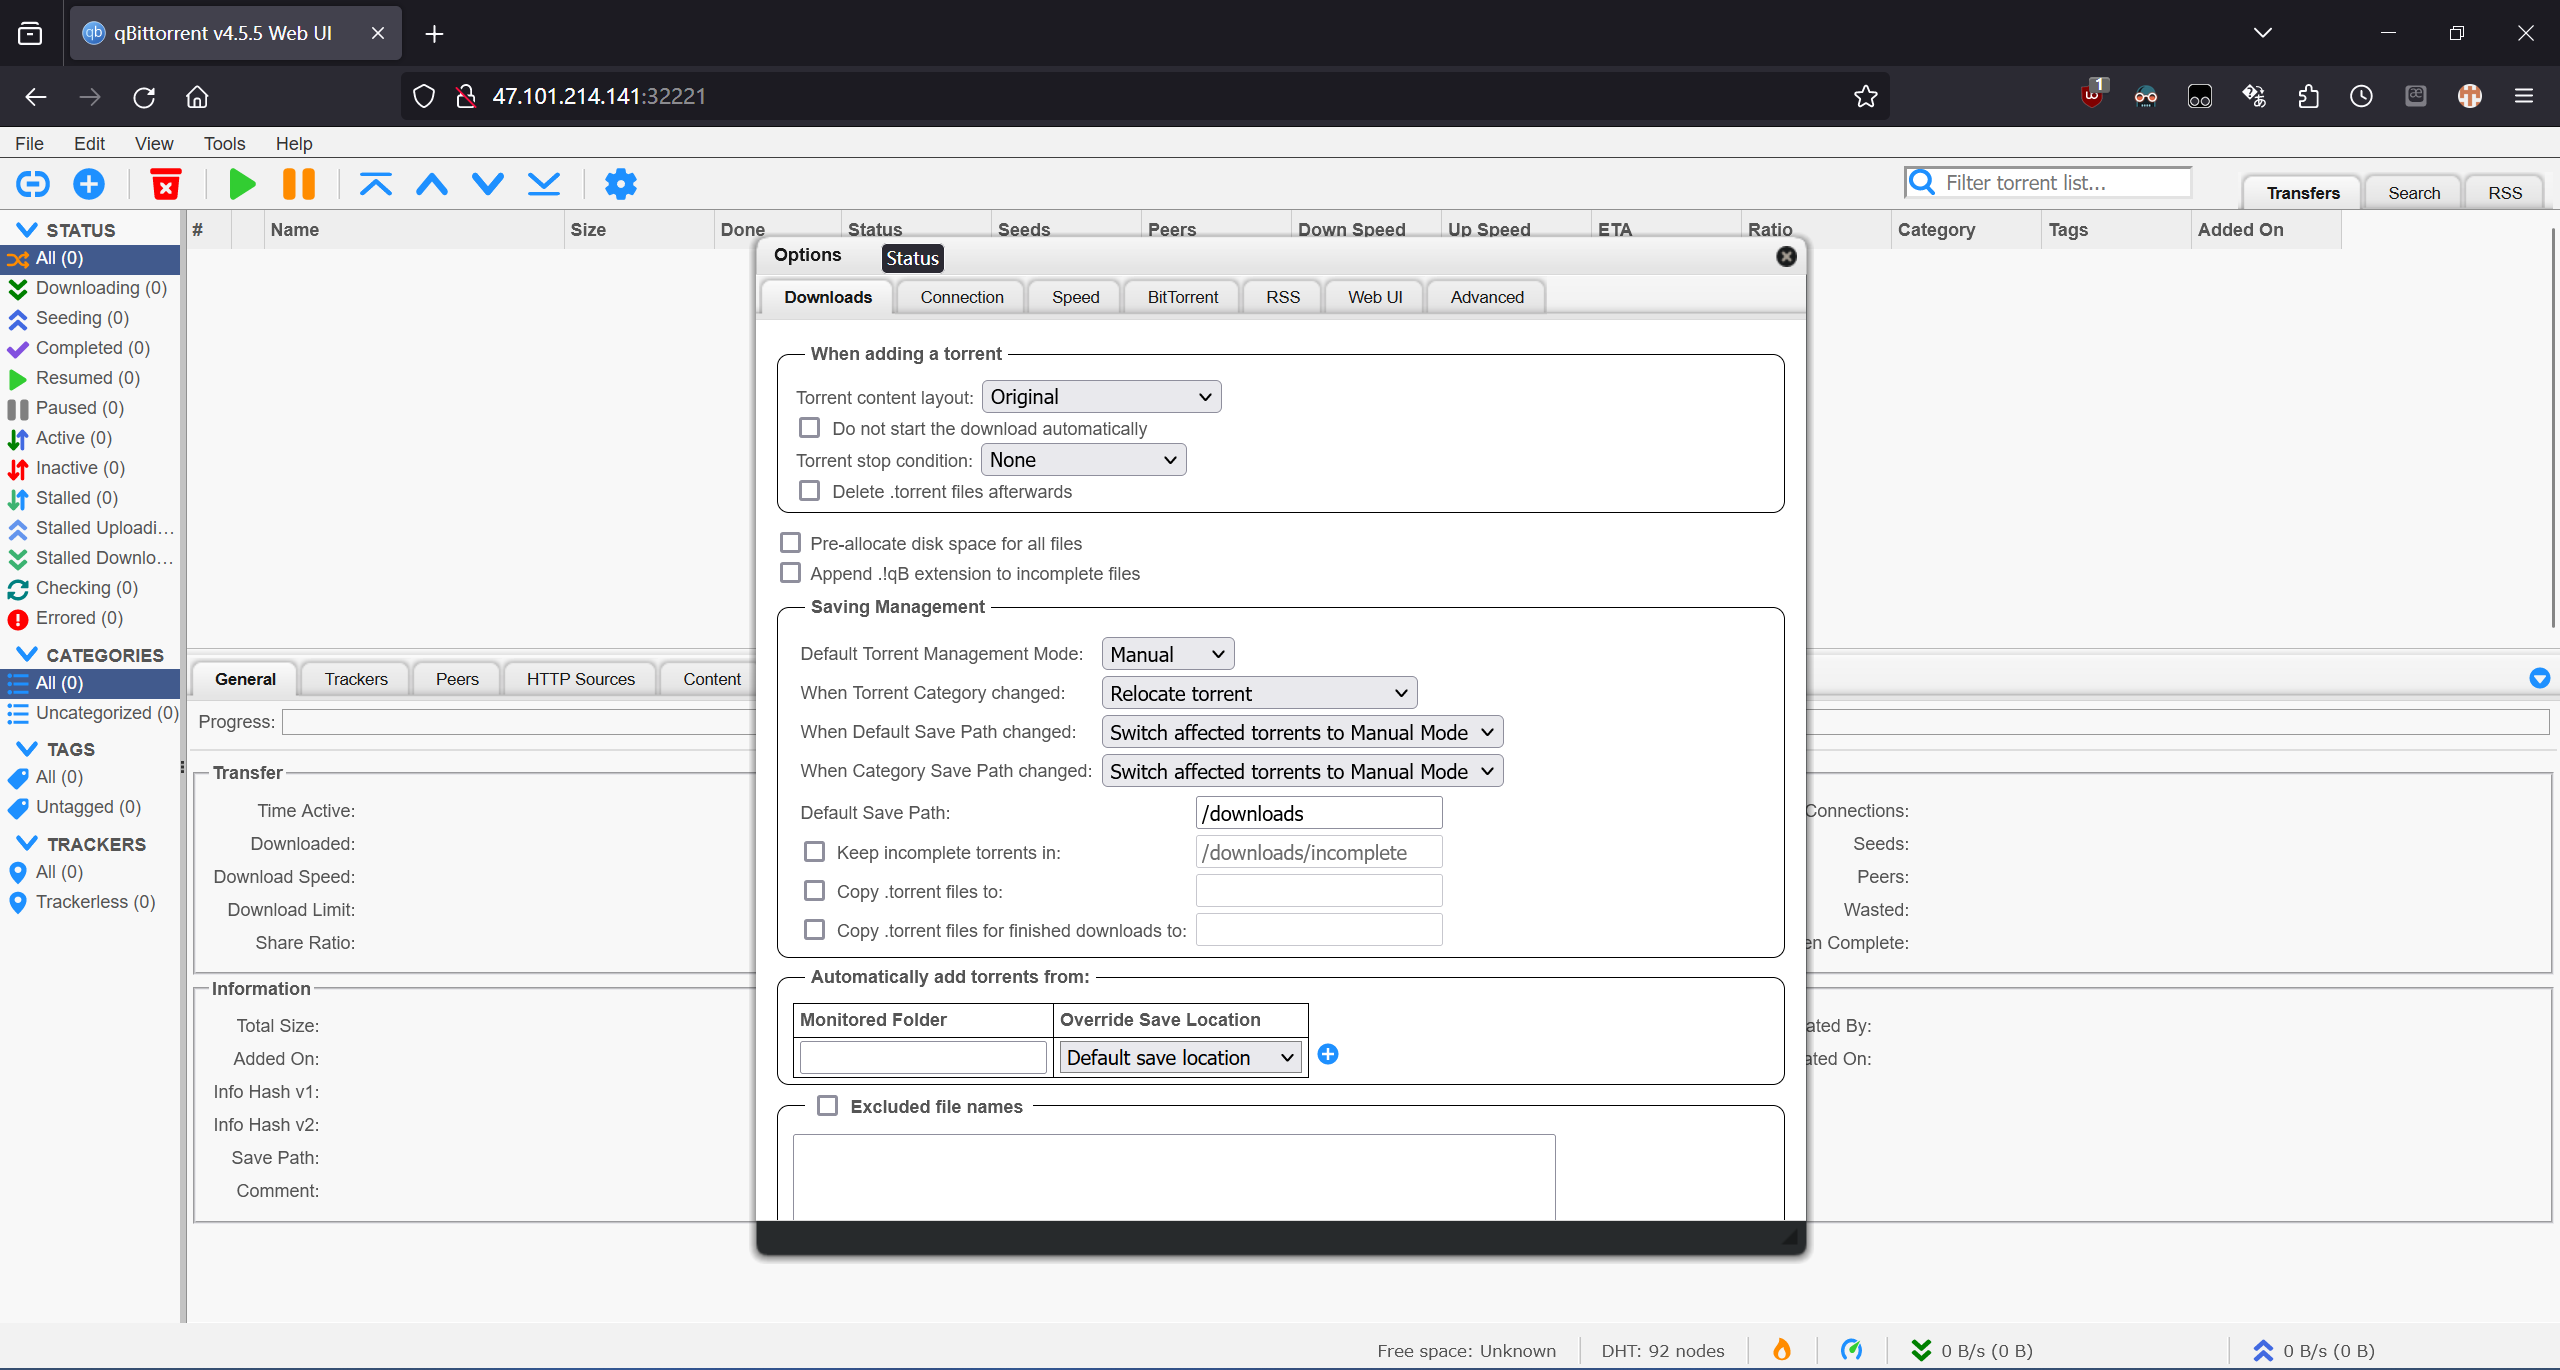 qBittorrent v4.5.5 Web UI
47.101.214.141:32221
1
File Edit View Tools Help
Filter torrent list...
Transfers Search RSS
STATUS
All (0)
Downloading (0)
Seeding (0)
Completed (0)
Resumed (0)
Paused (0)
Active (0)
Inactive (0)
Stalled (0)
Stalled Uploadi...
Stalled Downlo...
Checking (0)
Errored (0)
CATEGORIES
All (0)
Uncategorized (0)
TAGS
All (0)
Untagged (0)
TRACKERS
All (0)
Trackerless (0)
# Name Size Done Status Seeds Peers Down Speed Up Speed ETA Ratio Category Tags Added On
Options
Status
Downloads Connection Speed BitTorrent RSS Web UI Advanced
When adding a torrent
Torrent content layout: Original
Do not start the download automatically
Torrent stop condition: None
Delete .torrent files afterwards
Pre-allocate disk space for all files
Append .!qB extension to incomplete files
Saving Management
Default Torrent Management Mode: Manual
When Torrent Category changed: Relocate torrent
When Default Save Path changed: Switch affected torrents to Manual Mode
When Category Save Path changed: Switch affected torrents to Manual Mode
Default Save Path: /downloads
Keep incomplete torrents in: /downloads/incomplete
Copy .torrent files to:
Copy .torrent files for finished downloads to:
Automatically add torrents from:
Monitored Folder Override Save Location
Default save location
Excluded file names
General Trackers Peers HTTP Sources Content
Progress:
Transfer
Time Active:
Downloaded:
Download Speed:
Download Limit:
Share Ratio:
Connections:
Seeds:
Peers:
Wasted:
en Complete:
Information
Total Size:
Added On:
Info Hash v1:
Info Hash v2:
Save Path:
Comment:
ated By:
ated On:
Free space: Unknown DHT: 92 nodes 0 B/s (0 B) 0 B/s (0 B)